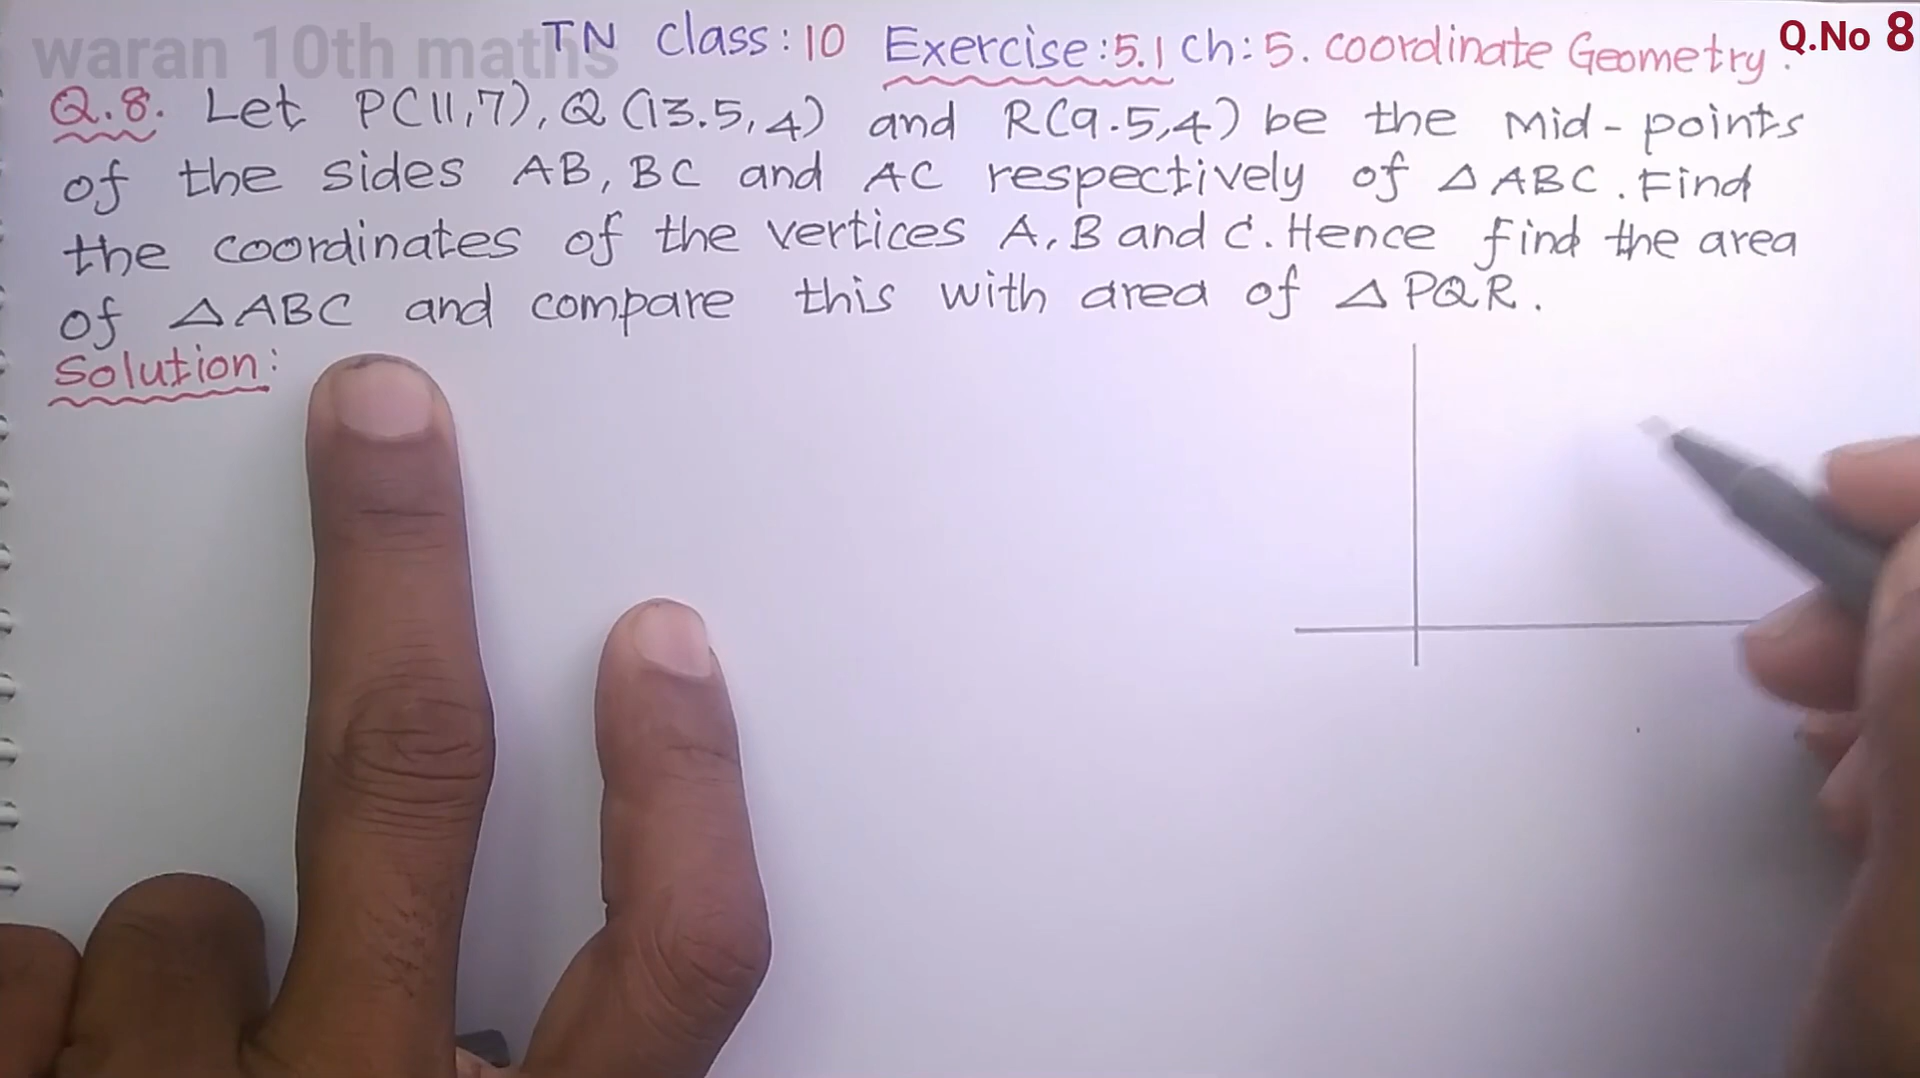 waran 10th maths
TN Class:10 Exercise:5.1 Ch:5. coordinate Geometry. Q.No 8
Q.8. Let P(11,7), Q(13.5,4) and R(9.5,4) be the Mid-points
of the sides AB, BC and AC respectively of △ABC. Find
the coordinates of the vertices A, B and C. Hence find the area
of △ABC and compare this with area of △PQR.
Solution: